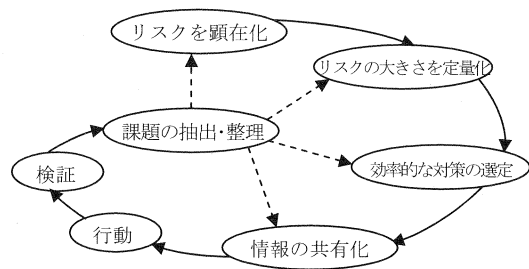 リスクを顕在化
リスクの大きさを定量化
課題の抽出・整理
効率的な対策の選定
検証
行動
情報の共有化